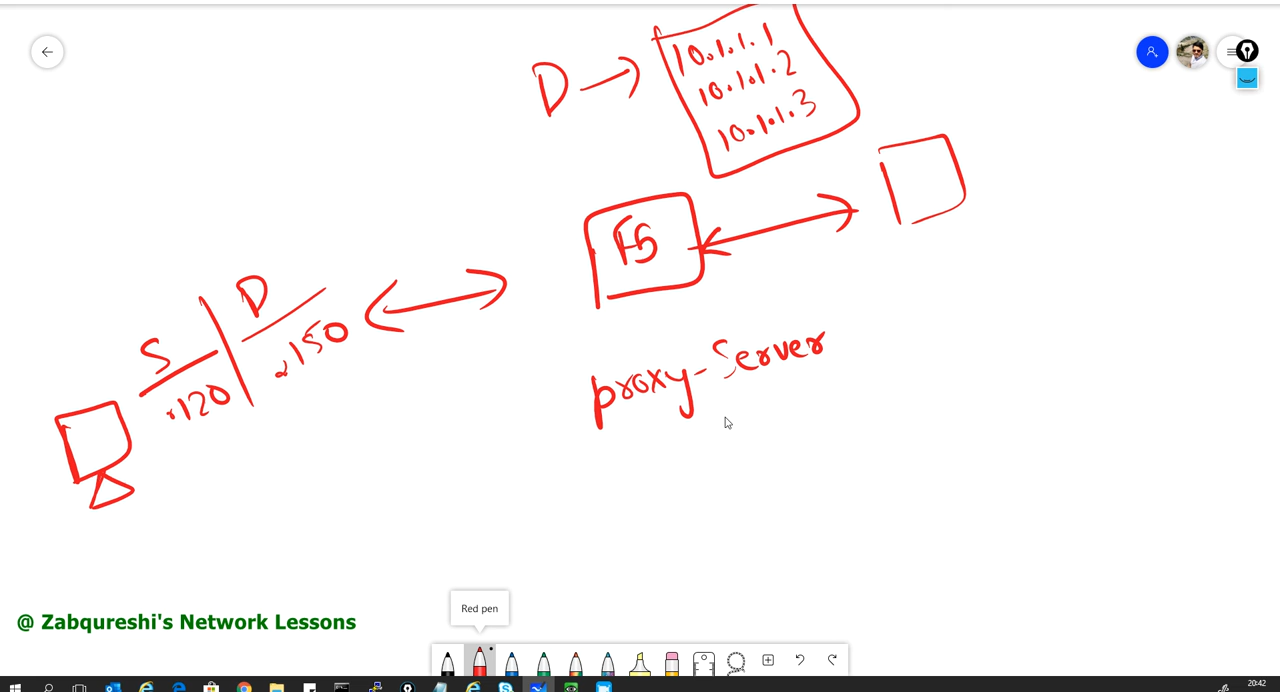 10.1.1.1
D → 10.1.1.2
10.1.1.3
F5
S | D
.120 .150
proxy-Server
Red pen
@ Zabqureshi's Network Lessons
20:42